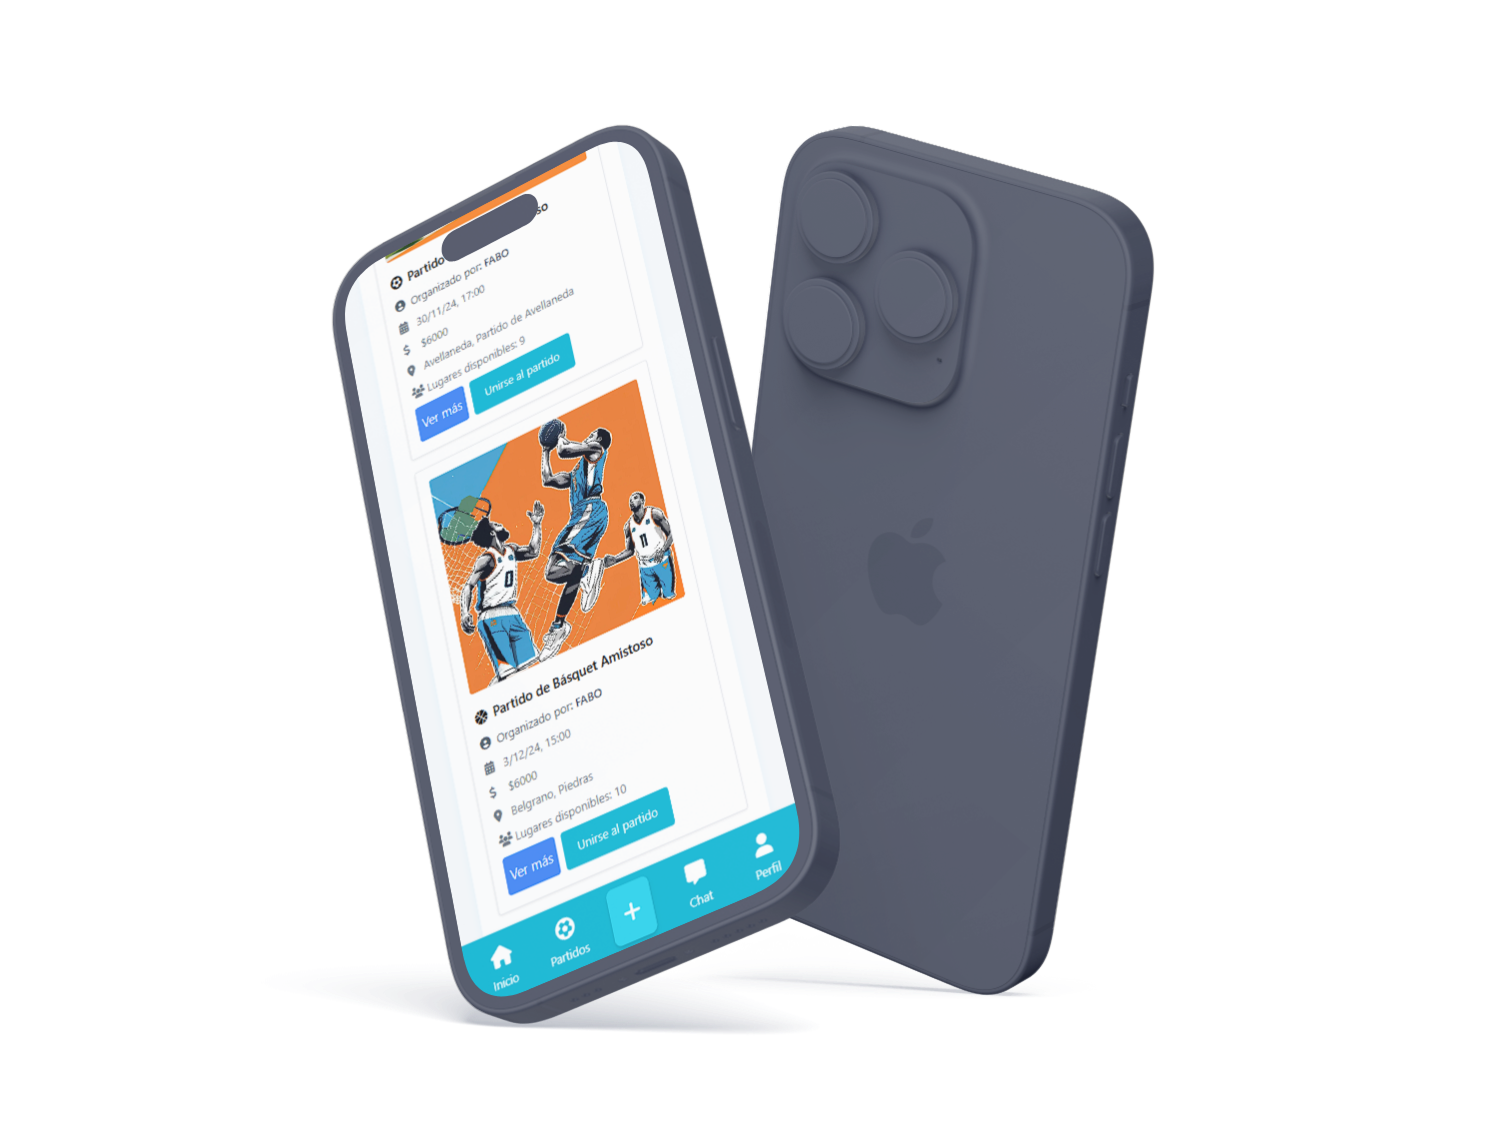 Partido so
Organizado por: FABO
30/11/24, 17:00
$6000
Avellaneda, Partido de Avellaneda
Lugares disponibles: 9
Ver más
Unirse al partido
0
11
Partido de Básquet Amistoso
Organizado por: FABO
3/12/24, 15:00
$6000
Belgrano, Piedras
Lugares disponibles: 10
Ver más
Unirse al partido
Inicio
Partidos
+
Chat
Perfil